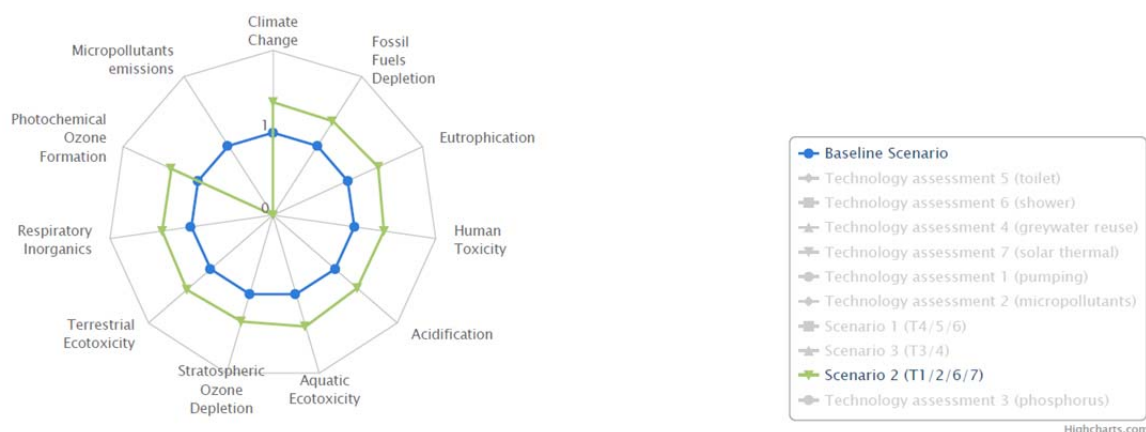 Climate
Change
Fossil
Fuels
Depletion
Eutrophication
Human
Toxicity
Acidification
Aquatic
Ecotoxicity
Stratospheric
Ozone
Depletion
Terrestrial
Ecotoxicity
Respiratory
Inorganics
Photochemical
Ozone
Formation
Micropollutants
emissions
1
0
Baseline Scenario
Technology assessment 5 (toilet)
Technology assessment 6 (shower)
Technology assessment 4 (greywater reuse)
Technology assessment 7 (solar thermal)
Technology assessment 1 (pumping)
Technology assessment 2 (micropollutants)
Scenario 1 (T4/5/6)
Scenario 3 (T3/4)
Scenario 2 (T1/2/6/7)
Technology assessment 3 (phosphorus)
Highcharts.com